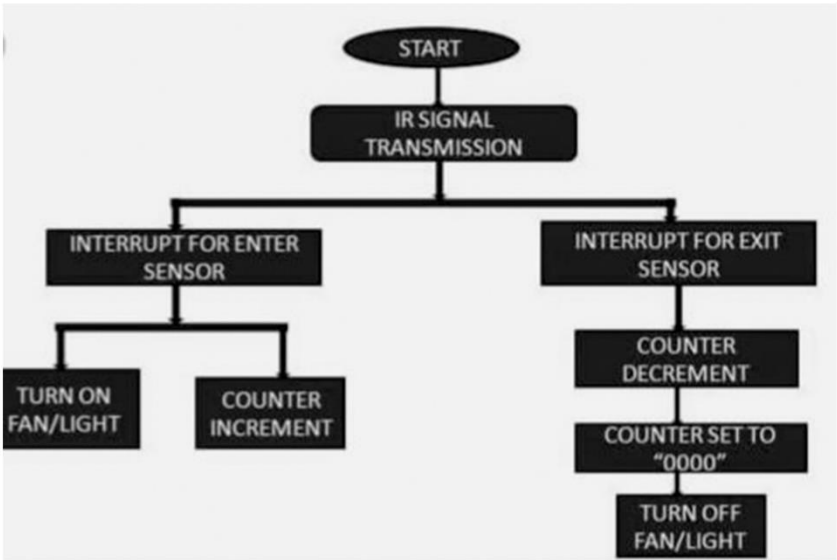 START
IR SIGNAL
TRANSMISSION
INTERRUPT FOR ENTER
SENSOR
INTERRUPT FOR EXIT
SENSOR
TURN ON
FAN/LIGHT
COUNTER
INCREMENT
COUNTER
DECREMENT
COUNTER SET TO
“0000”
TURN OFF
FAN/LIGHT